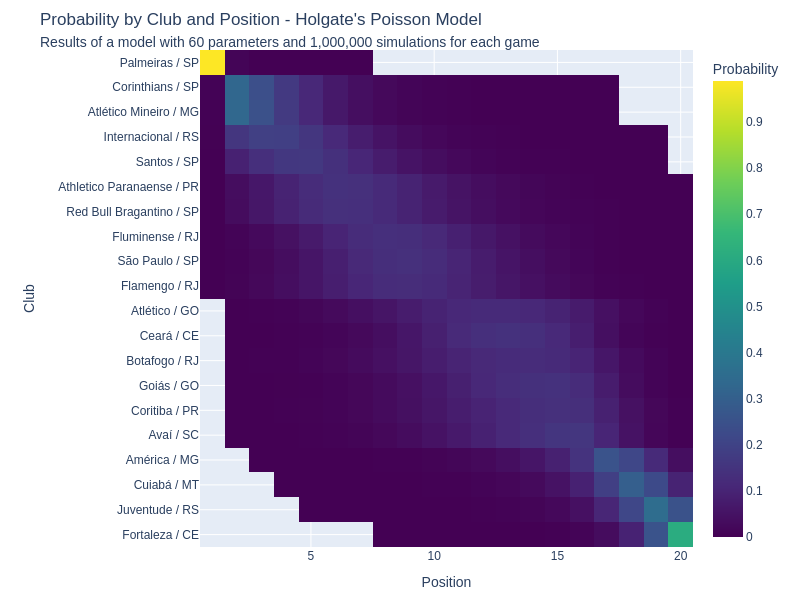 Probability by Club and Position - Holgate's Poisson Model
Results of a model with 60 parameters and 1,000,000 simulations for each game
Palmeiras / SP
Corinthians / SP
Atlético Mineiro / MG
Internacional / RS
Santos / SP
Athletico Paranaense / PR
Red Bull Bragantino / SP
Fluminense / RJ
São Paulo / SP
Flamengo / RJ
Atlético / GO
Ceará / CE
Botafogo / RJ
Goiás / GO
Coritiba / PR
Avaí / SC
América / MG
Cuiabá / MT
Juventude / RS
Fortaleza / CE
Club
5
10
15
20
Position
Probability
0.9
0.8
0.7
0.6
0.5
0.4
0.3
0.2
0.1
0